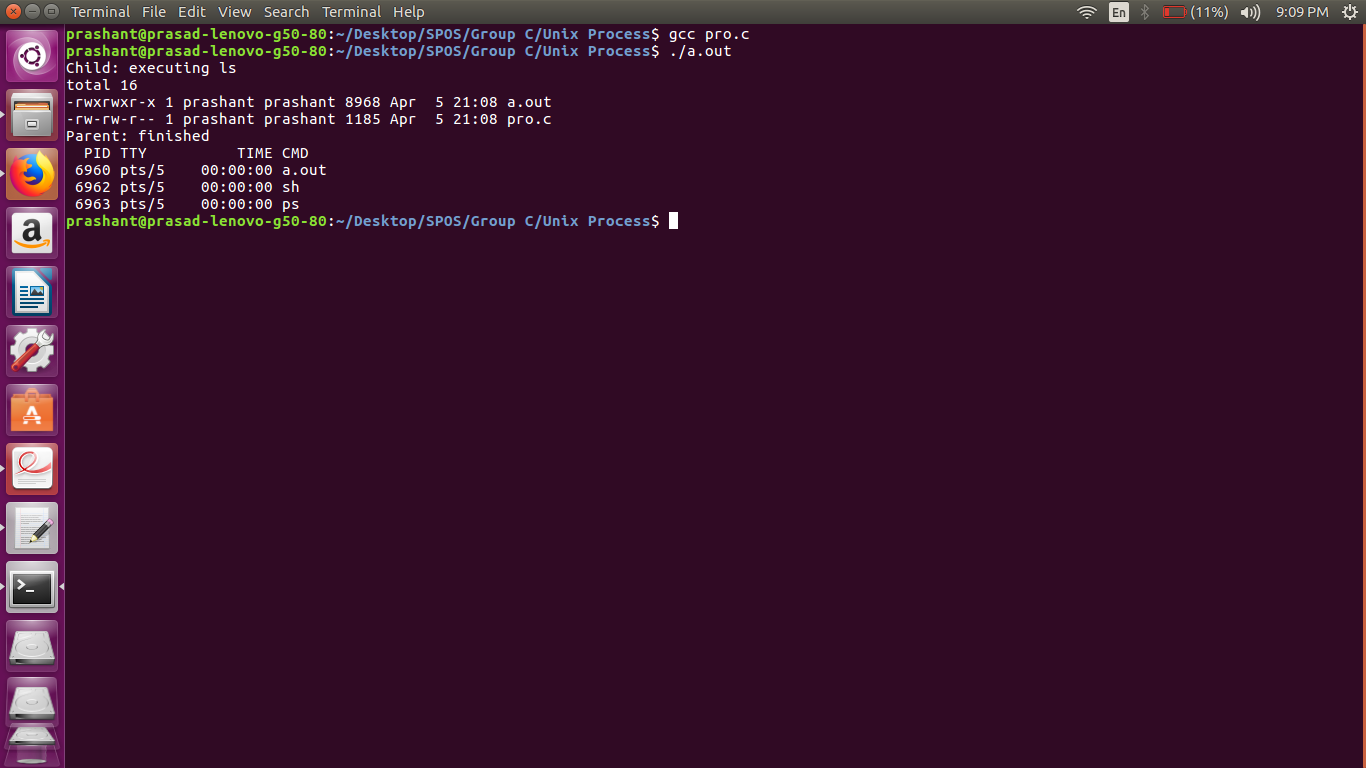 Terminal File Edit View Search Terminal Help En (11%) 9:09 PM
prashant@prasad-lenovo-g50-80:~/Desktop/SPOS/Group C/Unix Process$ gcc pro.c
prashant@prasad-lenovo-g50-80:~/Desktop/SPOS/Group C/Unix Process$ ./a.out
Child: executing ls
total 16
-rwxrwxr-x 1 prashant prashant 8968 Apr  5 21:08 a.out
-rw-rw-r-- 1 prashant prashant 1185 Apr  5 21:08 pro.c
Parent: finished
  PID TTY          TIME CMD
 6960 pts/5    00:00:00 a.out
 6962 pts/5    00:00:00 sh
 6963 pts/5    00:00:00 ps
prashant@prasad-lenovo-g50-80:~/Desktop/SPOS/Group C/Unix Process$
a
A
>_